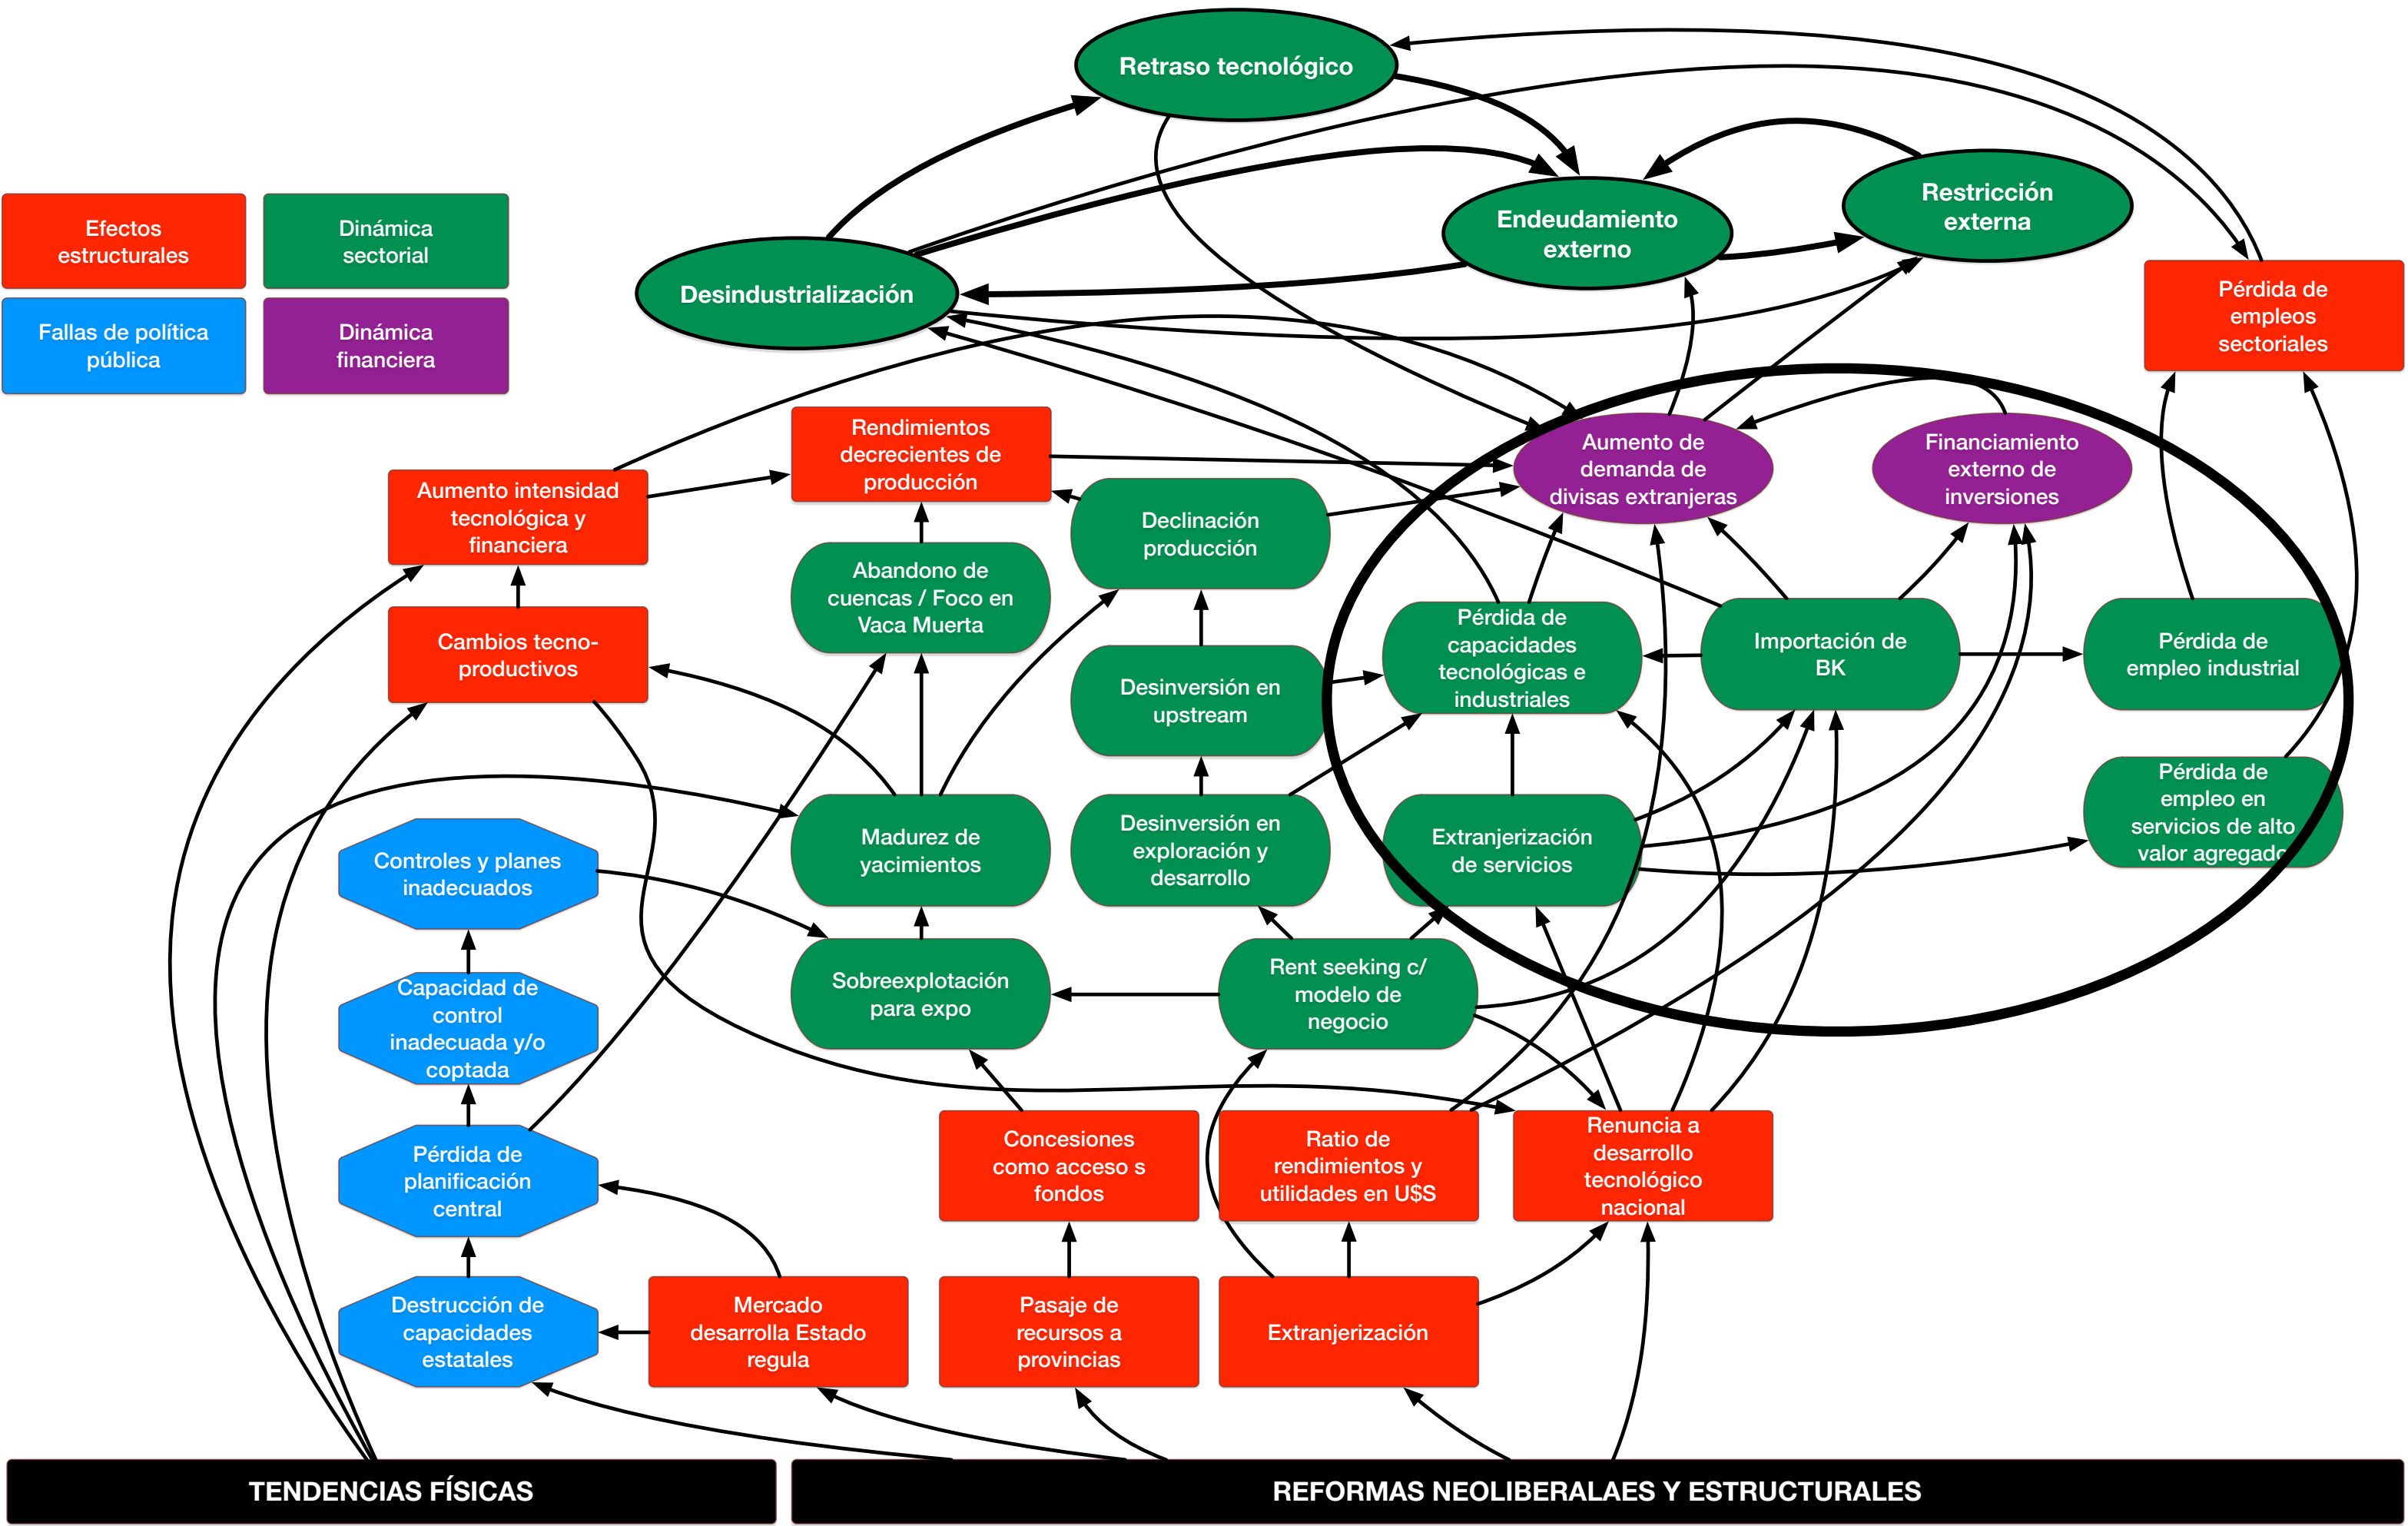 Retraso tecnológico
Restricción
externa
Endeudamiento
externo
Desindustrialización
Efectos
estructurales
Dinámica
sectorial
Fallas de política
pública
Dinámica
financiera
Pérdida de
empleos
sectoriales
Rendimientos
decrecientes de
producción
Aumento de
demanda de
divisas extranjeras
Financiamiento
externo de
inversiones
Aumento intensidad
tecnológica y
financiera
Declinación
producción
Abandono de
cuencas / Foco en
Vaca Muerta
Cambios tecno-
productivos
Desinversión en
upstream
Pérdida de
capacidades
tecnológicas e
industriales
Importación de
BK
Pérdida de
empleo industrial
Controles y planes
inadecuados
Madurez de
yacimientos
Desinversión en
exploración y
desarrollo
Extranjerización
de servicios
Pérdida de
empleo en
servicios de alto
valor agregado
Capacidad de
control
inadecuada y/o
coptada
Sobreexplotación
para expo
Rent seeking c/
modelo de
negocio
Pérdida de
planificación
central
Concesiones
como acceso s
fondos
Ratio de
rendimientos y
utilidades en U$S
Renuncia a
desarrollo
tecnológico
nacional
Destrucción de
capacidades
estatales
Mercado
desarrolla Estado
regula
Pasaje de
recursos a
provincias
Extranjerización
TENDENCIAS FÍSICAS
REFORMAS NEOLIBERALAES Y ESTRUCTURALES